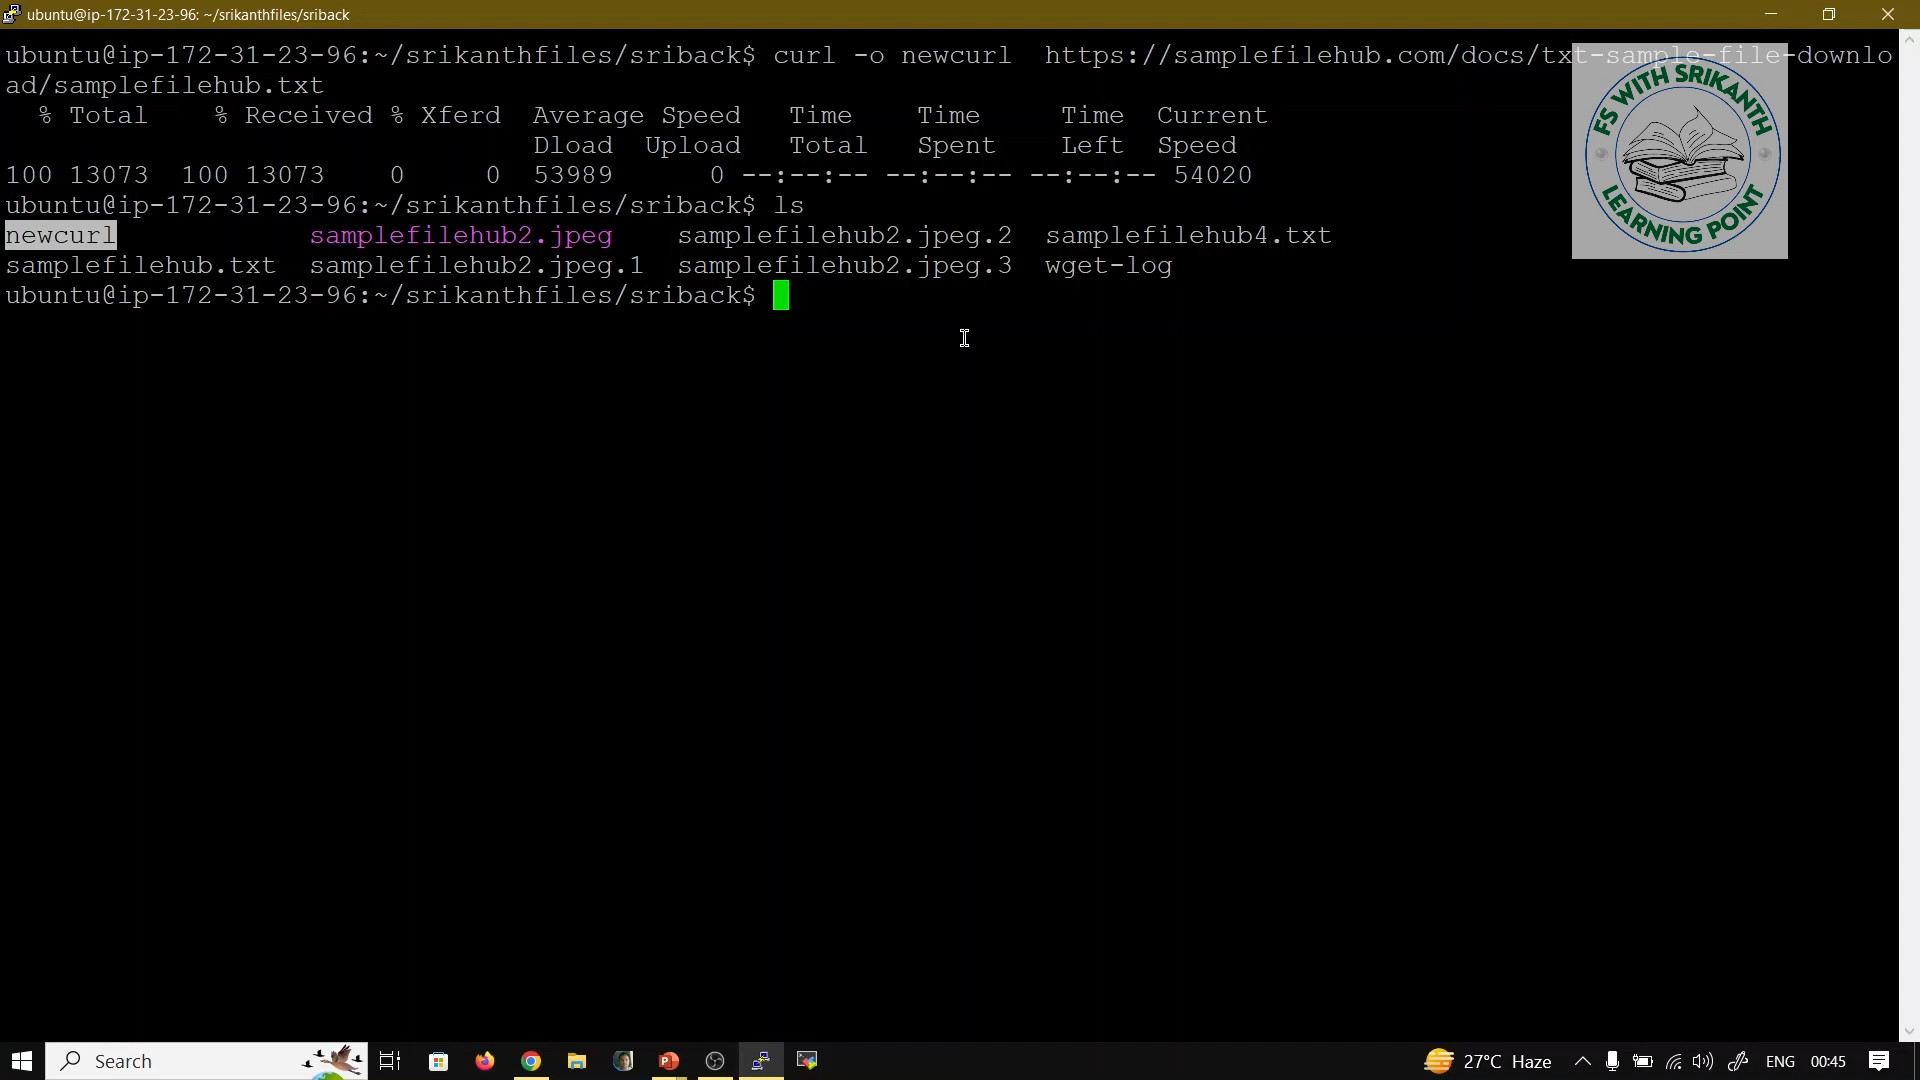 ubuntu@ip-172-31-23-96: ~/srikanthfiles/sriback
ubuntu@ip-172-31-23-96:~/srikanthfiles/sriback$ curl -o newcurl  https://samplefilehub.com/docs/txt-sample-file-downlo
ad/samplefilehub.txt
  % Total    % Received % Xferd  Average Speed   Time    Time     Time  Current
                                 Dload  Upload   Total   Spent    Left  Speed
100 13073  100 13073    0     0  53989      0 --:--:-- --:--:-- --:--:-- 54020
ubuntu@ip-172-31-23-96:~/srikanthfiles/sriback$ ls
newcurl            samplefilehub2.jpeg    samplefilehub2.jpeg.2  samplefilehub4.txt
samplefilehub.txt  samplefilehub2.jpeg.1  samplefilehub2.jpeg.3  wget-log
ubuntu@ip-172-31-23-96:~/srikanthfiles/sriback$
FS WITH SRIKANTH
LEARNING POINT
Search
27°C Haze
ENG
00:45